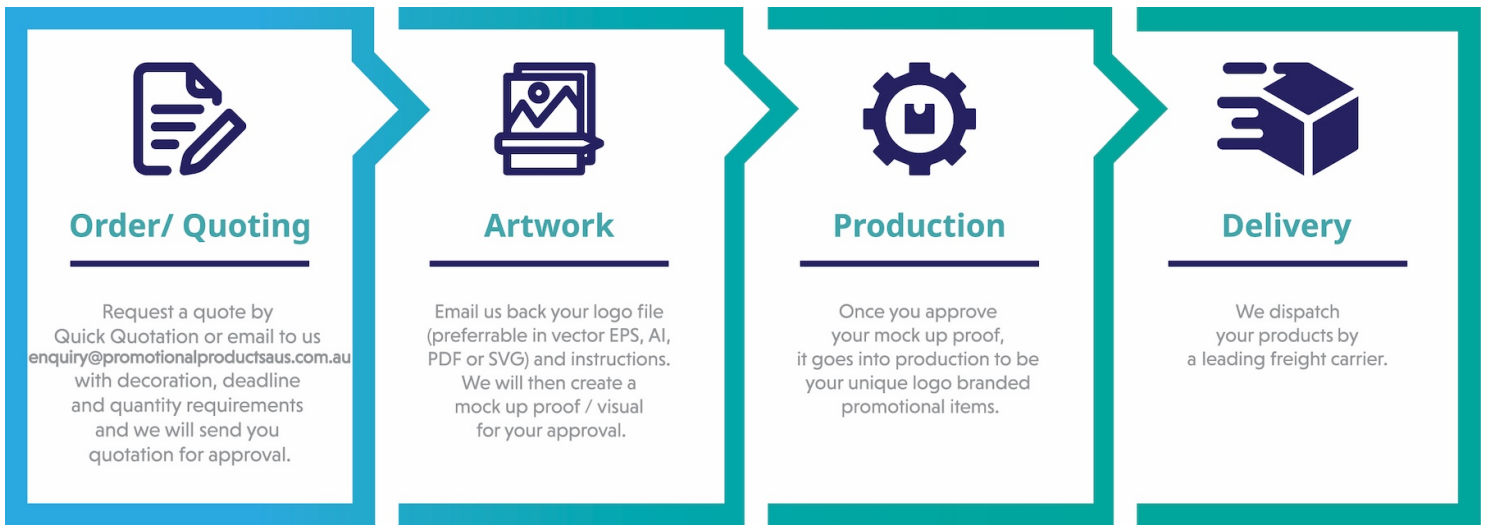 Order/ Quoting
Request a quote by
Quick Quotation or email to us
enquiry@promotionalproductsaus.com.au
with decoration, deadline
and quantity requirements
and we will send you
quotation for approval.
Artwork
Email us back your logo file
(preferrable in vector EPS, AI,
PDF or SVG) and instructions.
We will then create a
mock up proof / visual
for your approval.
Production
Once you approve
your mock up proof,
it goes into production to be
your unique logo branded
promotional items.
Delivery
We dispatch
your products by
a leading freight carrier.